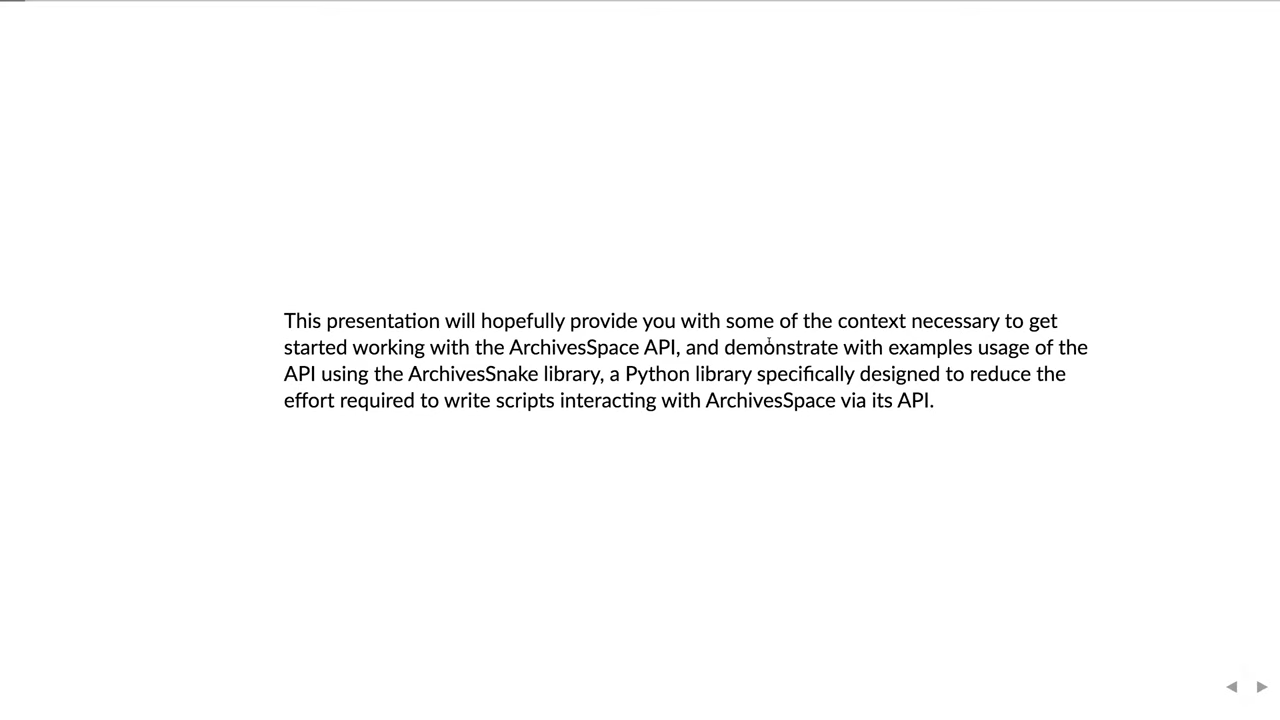 This presentation will hopefully provide you with some of the context necessary to get
started working with the ArchivesSpace API, and demonstrate with examples usage of the
API using the ArchivesSnake library, a Python library specifically designed to reduce the
effort required to write scripts interacting with ArchivesSpace via its API.